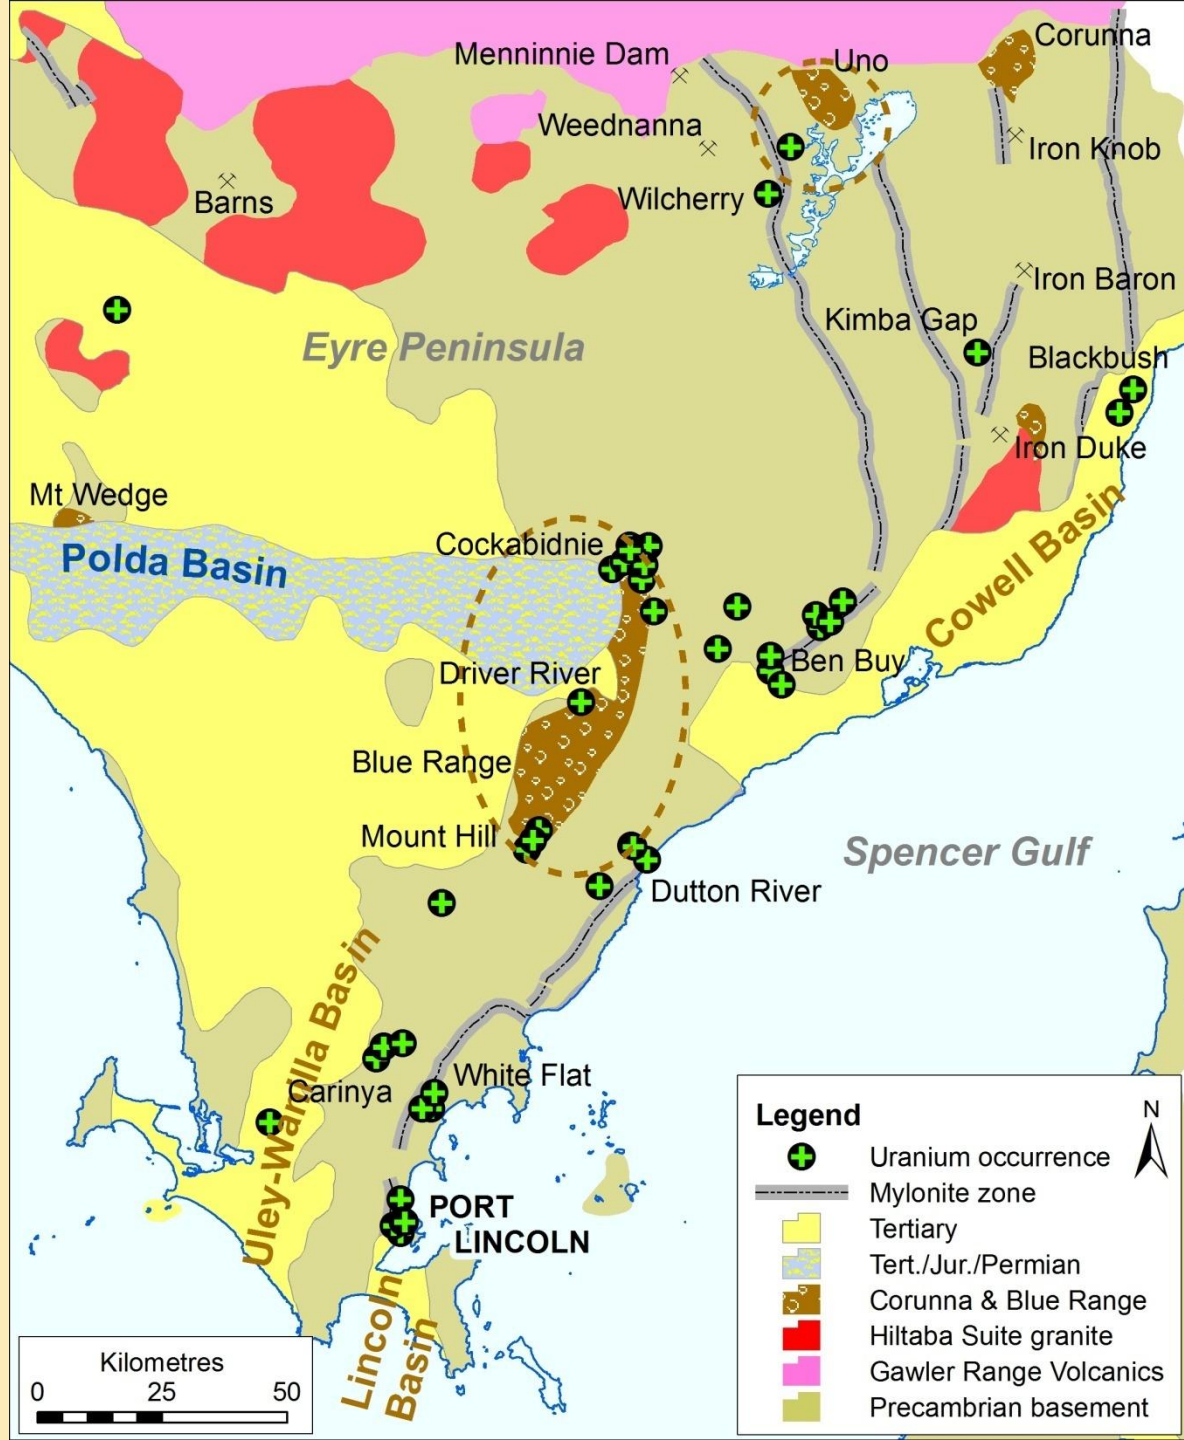 Corunna
Menninnie Dam
Uno
Weednanna
Iron Knob
Barns
Wilcherry
Iron Baron
Kimba Gap
Eyre Peninsula
Blackbush
Iron Duke
Mt Wedge
Cockabidnie
Polda Basin
Cowell Basin
Driver River
Ben Buy
Blue Range
Mount Hill
Spencer Gulf
Dutton River
Uley-Wanilla Basin
White Flat
Carinya
PORT
LINCOLN
Lincoln
Basin
Legend
N
Uranium occurrence
Mylonite zone
Tertiary
Tert./Jur./Permian
Corunna & Blue Range
Hiltaba Suite granite
Gawler Range Volcanics
Precambrian basement
Kilometres
0 25 50